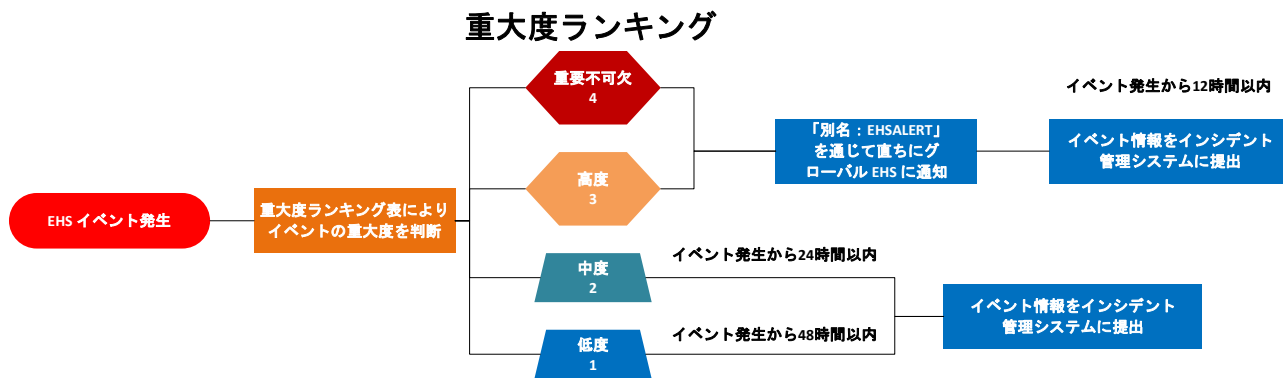 重大度ランキング
重要不可欠
4
イベント発生から12時間以内
「別名：EHSALERT」
を通じて直ちにグ
ローバル EHS に通知
イベント情報をインシデント
管理システムに提出
高度
3
EHS イベント発生
重大度ランキング表により
イベントの重大度を判断
イベント発生から24時間以内
中度
2
イベント情報をインシデント
管理システムに提出
イベント発生から48時間以内
低度
1